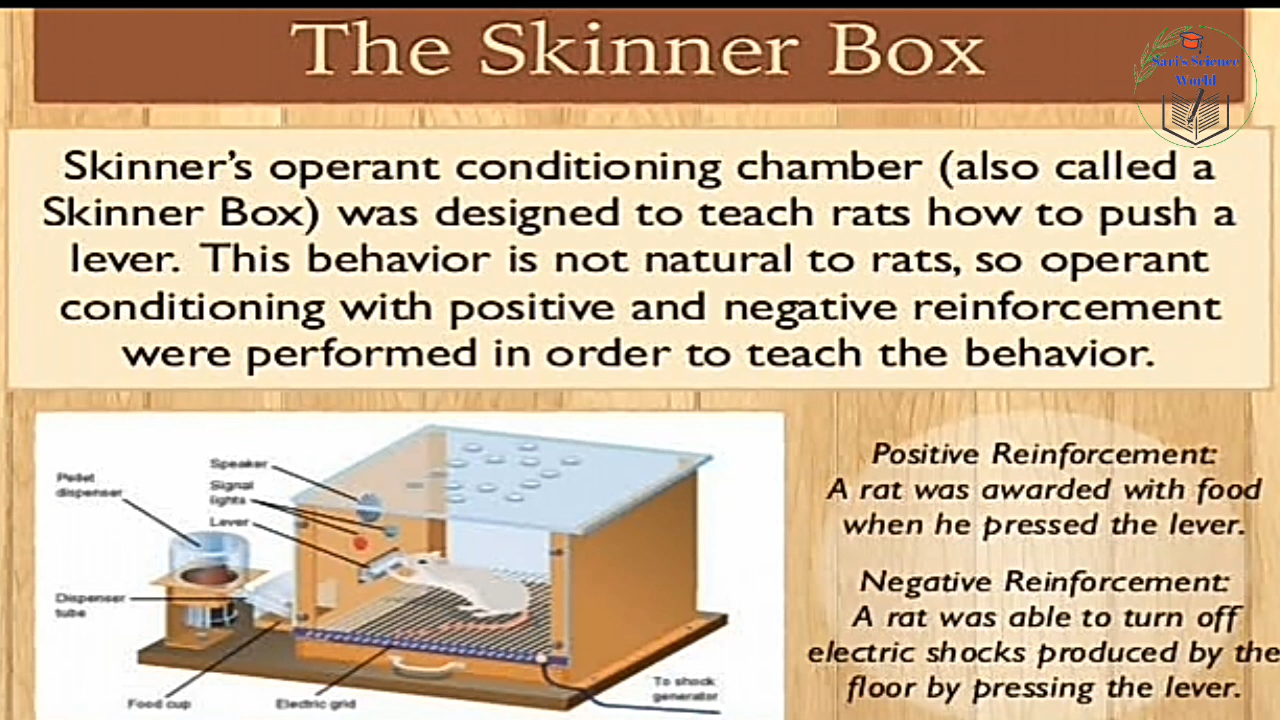 The Skinner Box
Sari's Science
World
Skinner's operant conditioning chamber (also called a
Skinner Box) was designed to teach rats how to push a
lever. This behavior is not natural to rats, so operant
conditioning with positive and negative reinforcement
were performed in order to teach the behavior.
Speaker
Pellet
dispenser
Signal
lights
Lever
Dispenser
tube
Food cup
Electric grid
To shock
generator
Positive Reinforcement:
A rat was awarded with food
when he pressed the lever.
Negative Reinforcement:
A rat was able to turn off
electric shocks produced by the
floor by pressing the lever.